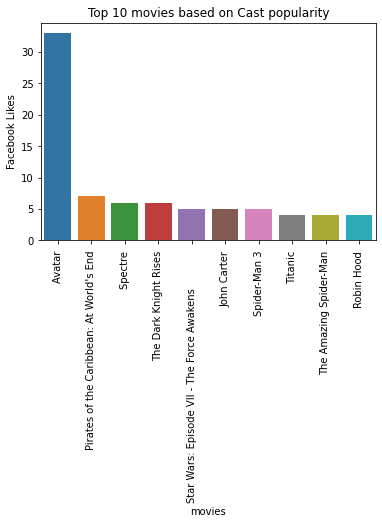 Top 10 movies based on Cast popularity
Facebook Likes
30
25
20
15
10
5
0
Avatar
Pirates of the Caribbean: At World's End
Spectre
The Dark Knight Rises
Star Wars: Episode VII - The Force Awakens
John Carter
Spider-Man 3
Titanic
The Amazing Spider-Man
Robin Hood
movies